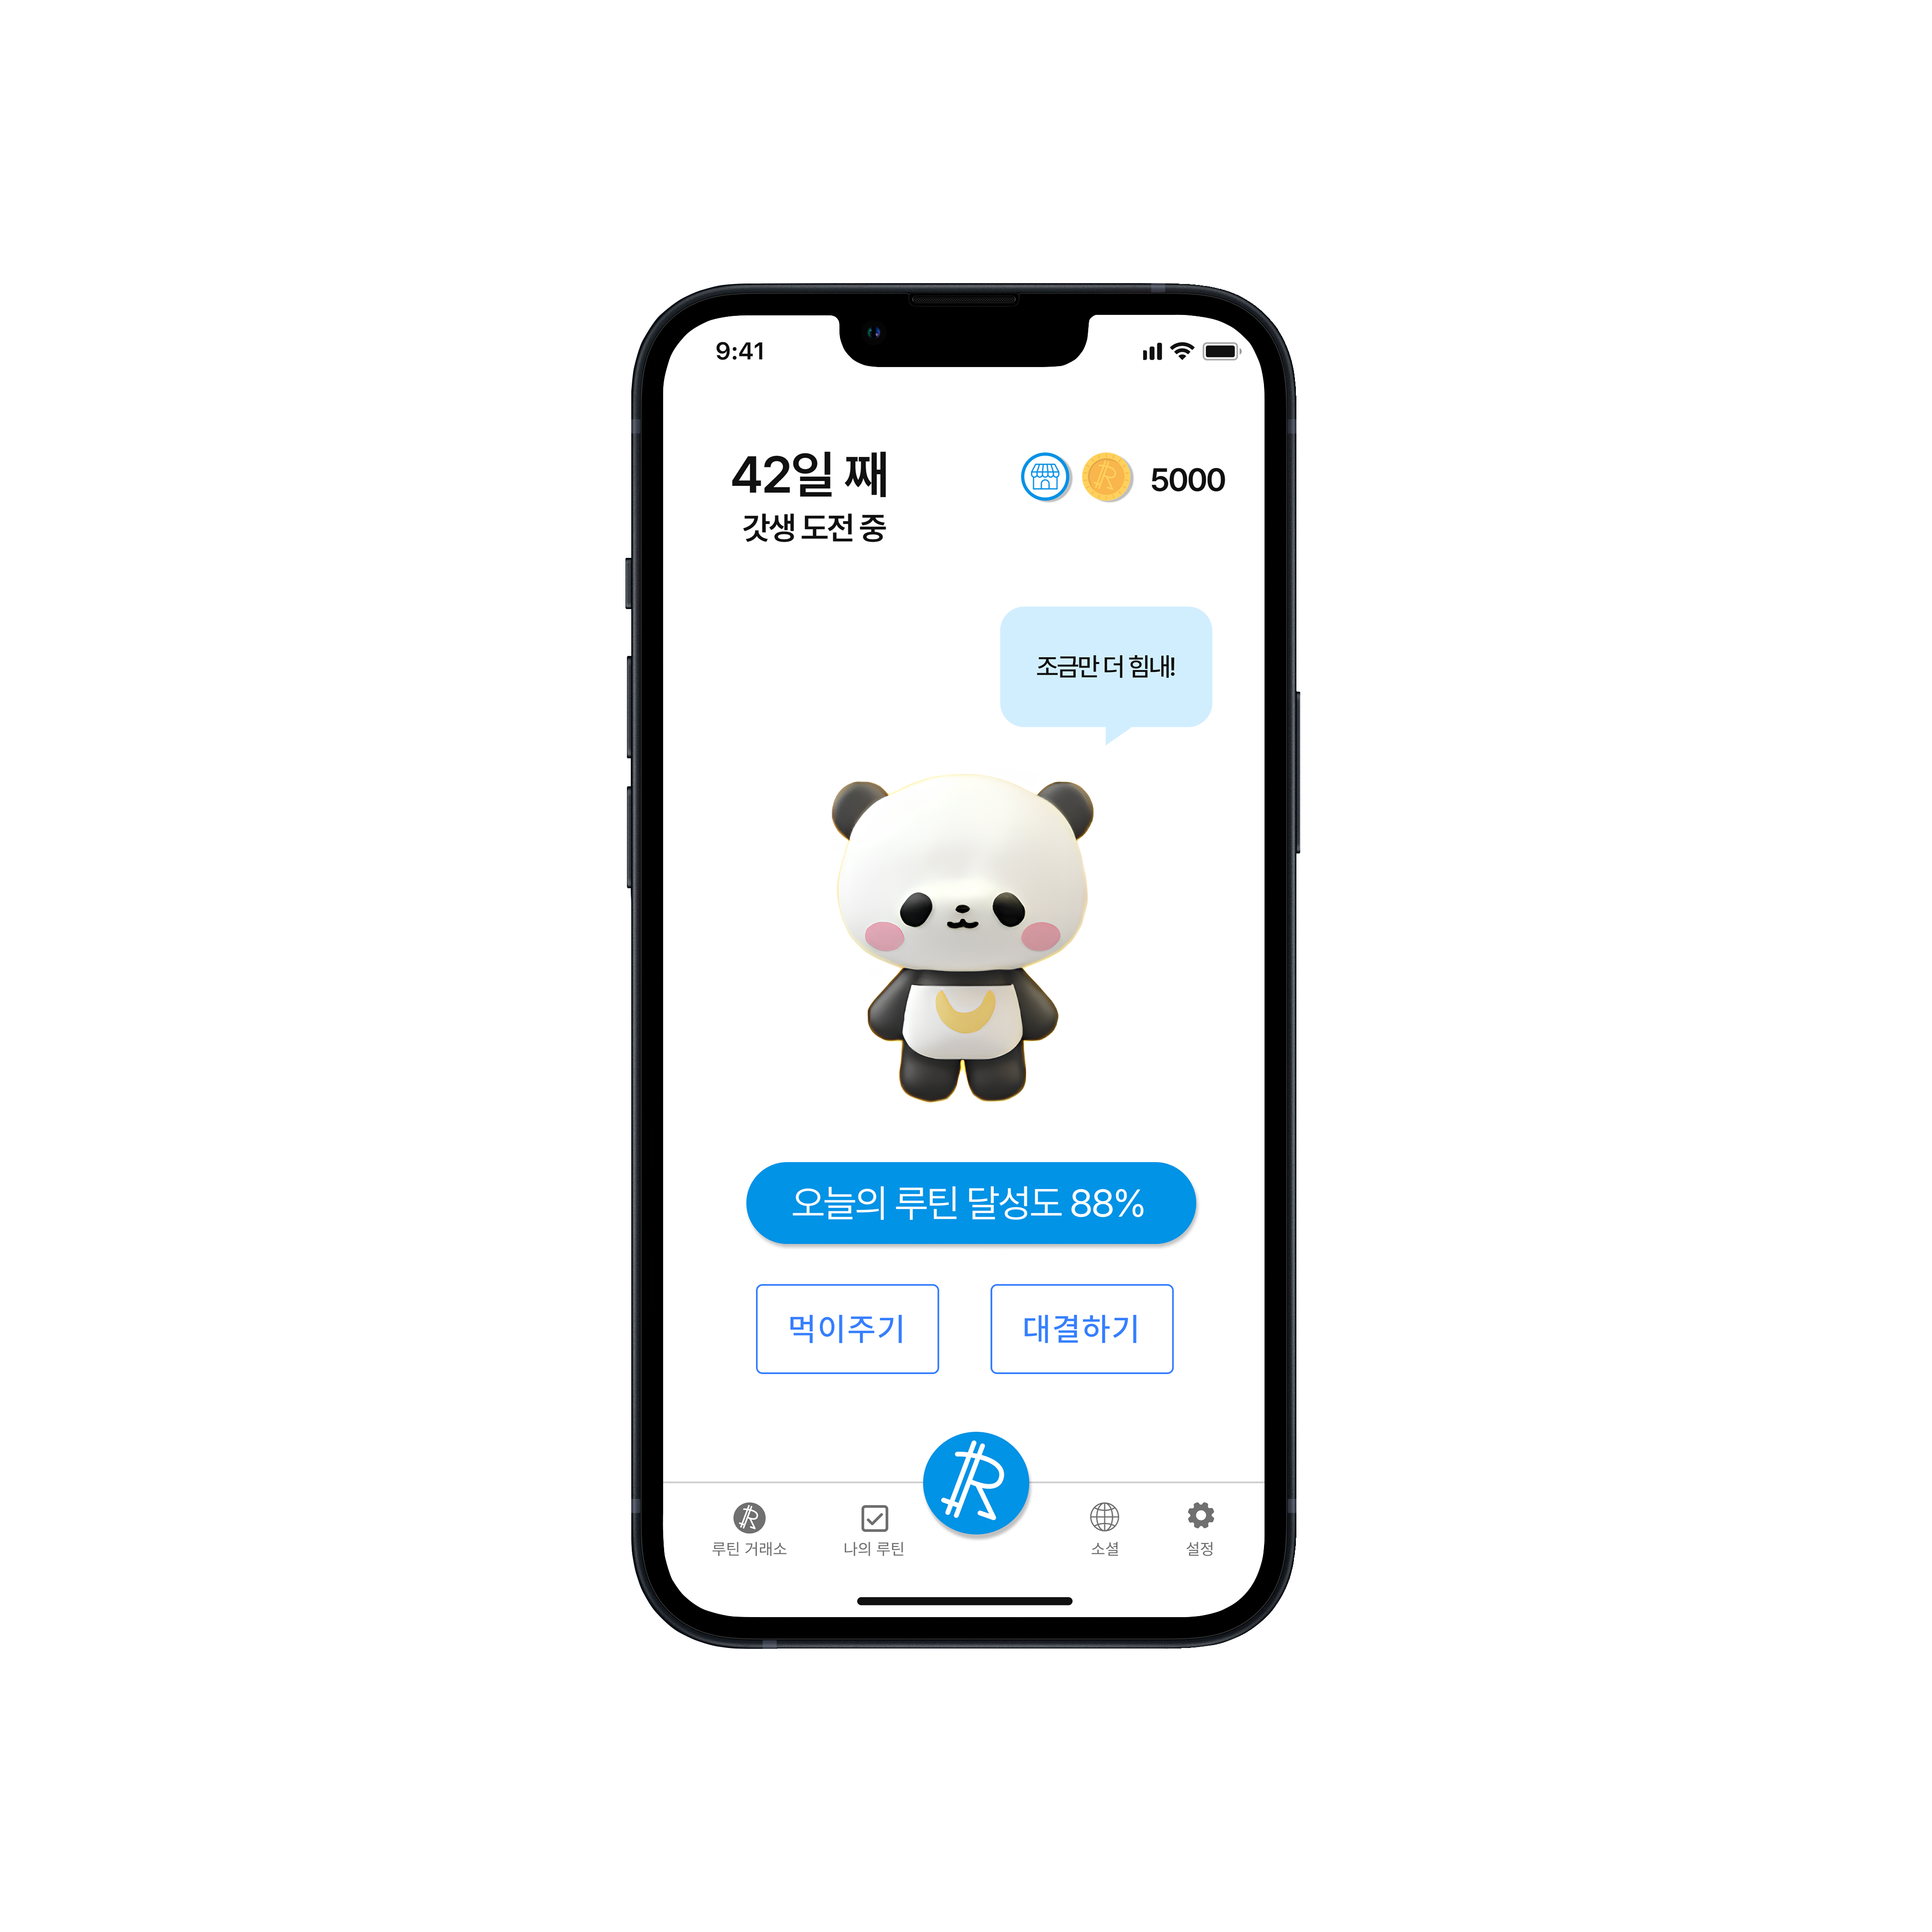 9:41
42일 째
5000
갓생 도전 중
조금만 더 힘내!
오늘의 루틴 달성도 88%
먹이주기
대결하기
루틴 거래소
나의 루틴
소셜
설정